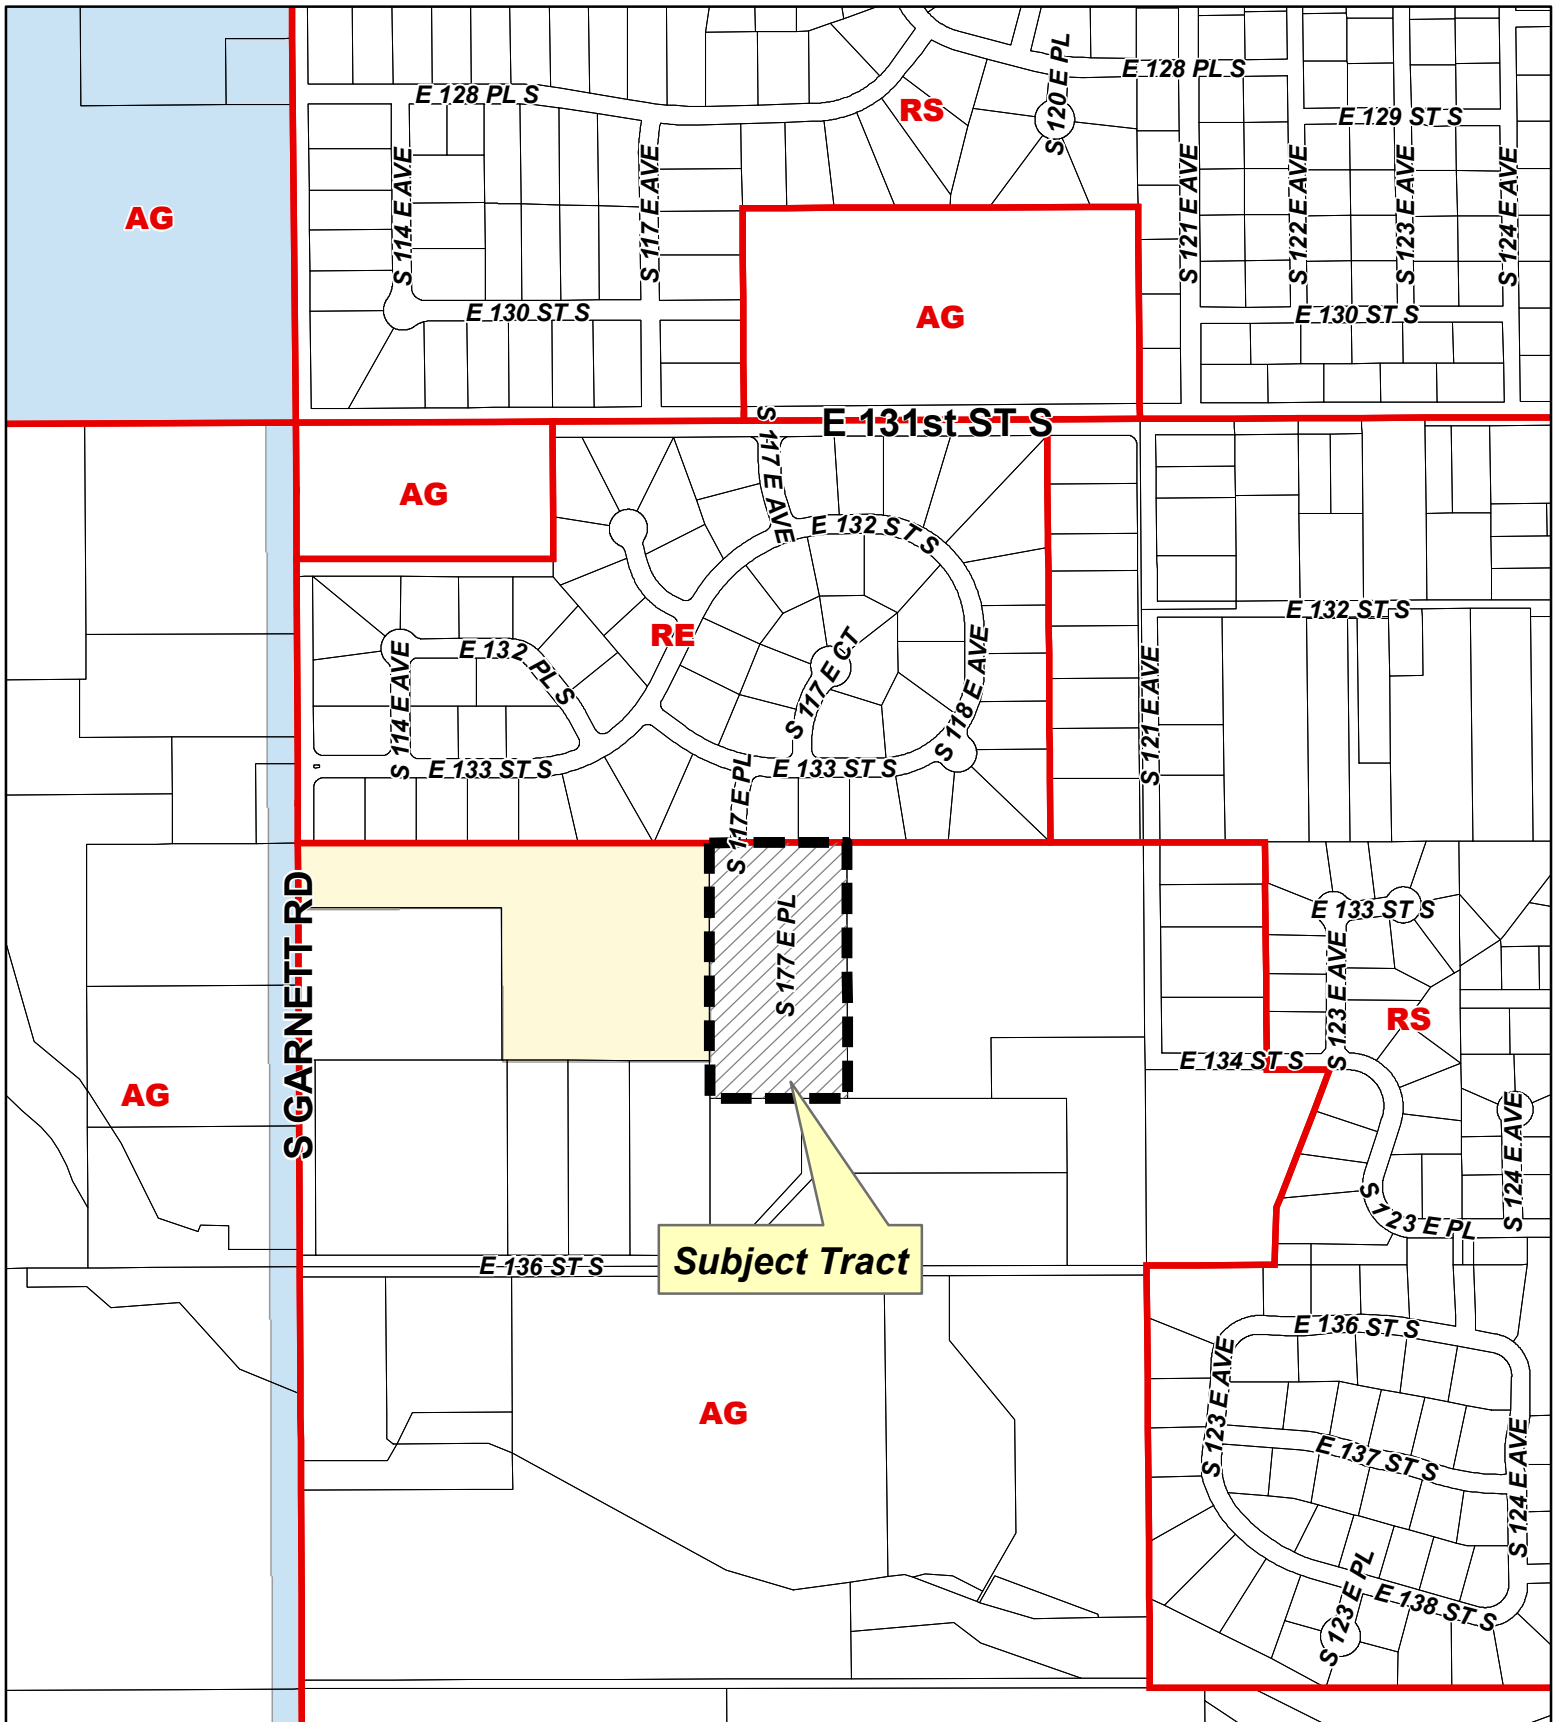 E 128 PL S
E 128 PL S
S 120 E PL
RS
E 129 ST S
S 114 E AVE
S 117 E AVE
S 121 E AVE
S 122 E AVE
S 123 E AVE
S 124 E AVE
AG
E 130 ST S
AG
E 130 ST S
E 131st ST S
S 117 E AVE
AG
E 132 ST S
E 132 ST S
RE
E 132 PL S
S 117 E CT
S 118 E AVE
S 114 E AVE
S 121 E AVE
E 133 ST S
E 133 ST S
S 117 E PL
S GARNETT RD
S 177 E PL
E 133 ST S
S 123 E AVE
RS
E 134 ST S
AG
S 124 E AVE
S 123 E PL
Subject Tract
E 136 ST S
E 136 ST S
S 123 E AVE
AG
E 137 ST S
S 124 E AVE
S 123 E PL
E 138 ST S